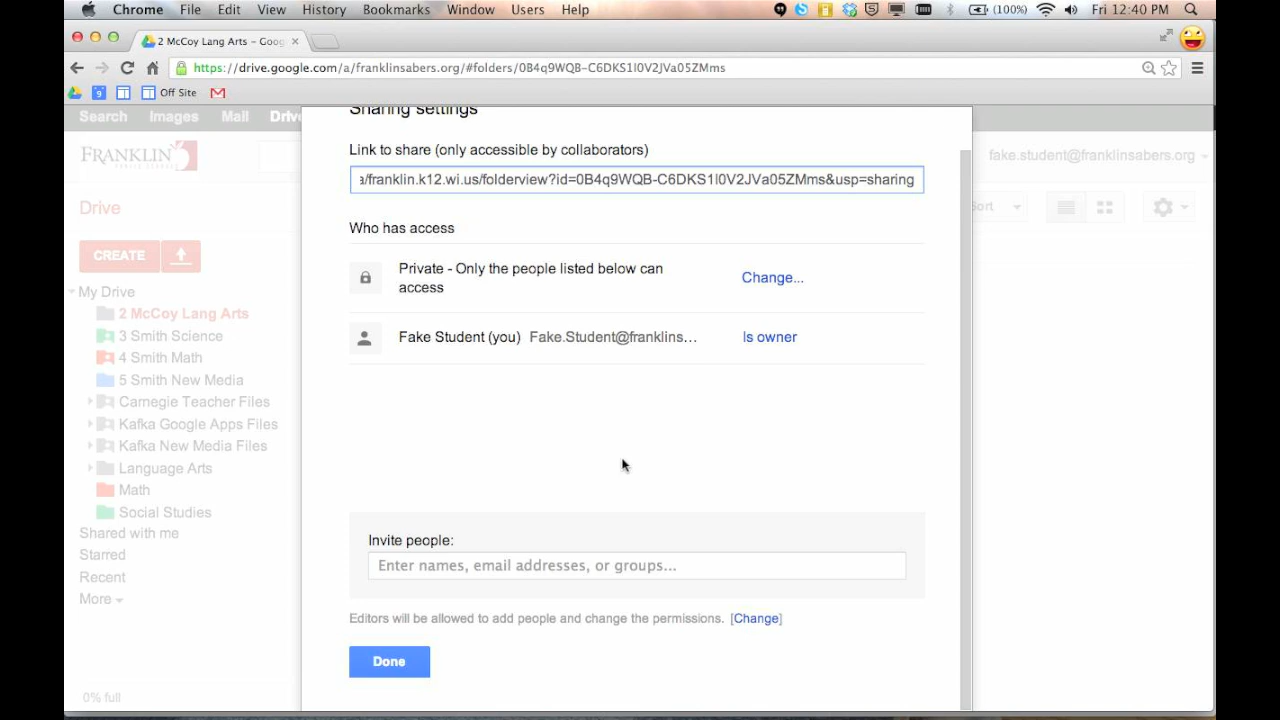 Chrome File Edit View History Bookmarks Window Users Help (100%) Fri 12:40 PM
2 McCoy Lang Arts – Goog
https://drive.google.com/a/franklinsabers.org/#folders/0B4q9WQB-C6DKS1l0V2JVa05ZMms
9 Off Site
Search Images Mail Drive
Sharing settings
FRANKLIN
fake.student@franklinsabers.org
Link to share (only accessible by collaborators)
a/franklin.k12.wi.us/folderview?id=0B4q9WQB-C6DKS1l0V2JVa05ZMms&usp=sharing
Drive
Sort
Who has access
CREATE
Private - Only the people listed below can
access
Change...
My Drive
2 McCoy Lang Arts
3 Smith Science
Fake Student (you) Fake.Student@franklins... Is owner
4 Smith Math
5 Smith New Media
Carnegie Teacher Files
Kafka Google Apps Files
Kafka New Media Files
Language Arts
Math
Social Studies
Shared with me
Starred
Recent
More
Invite people:
Enter names, email addresses, or groups...
Editors will be allowed to add people and change the permissions. [Change]
Done
0% full